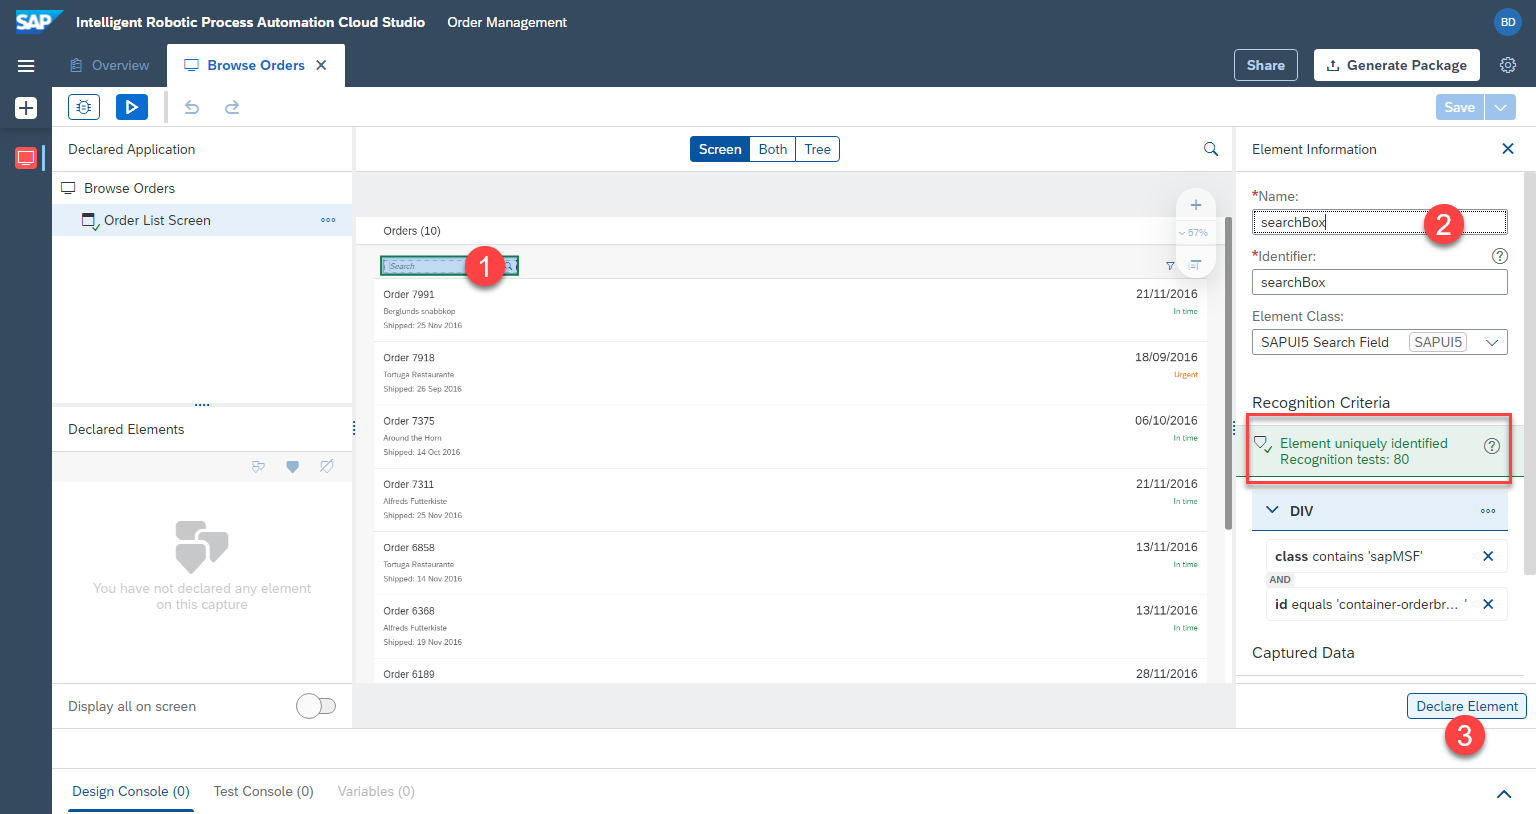 SAP Intelligent Robotic Process Automation Cloud Studio Order Management BD
Overview Browse Orders Share Generate Package
Save
Declared Application
Screen Both Tree
Element Information
Browse Orders
Order List Screen
Orders (10)
57%
Search
1
Order 7991 21/11/2016
Berglunds snabbkop In time
Shipped: 25 Nov 2016
Order 7918 18/09/2016
Tortuga Restaurante Urgent
Shipped: 26 Sep 2016
Order 7375 06/10/2016
Around the Horn In time
Shipped: 14 Oct 2016
Order 7311 21/11/2016
Alfreds Futterkiste In time
Shipped: 25 Nov 2016
Order 6858 13/11/2016
Tortuga Restaurante In time
Shipped: 14 Nov 2016
Order 6368 13/11/2016
Alfreds Futterkiste In time
Shipped: 19 Nov 2016
Order 6189 28/11/2016
*Name:
searchBox
2
*Identifier:
searchBox
Element Class:
SAPUI5 Search Field SAPUI5
Recognition Criteria
Element uniquely identified
Recognition tests: 80
DIV
class contains 'sapMSF'
AND
id equals 'container-orderbr... '
Captured Data
Declare Element
3
Declared Elements
You have not declared any element
on this capture
Display all on screen
Design Console (0) Test Console (0) Variables (0)